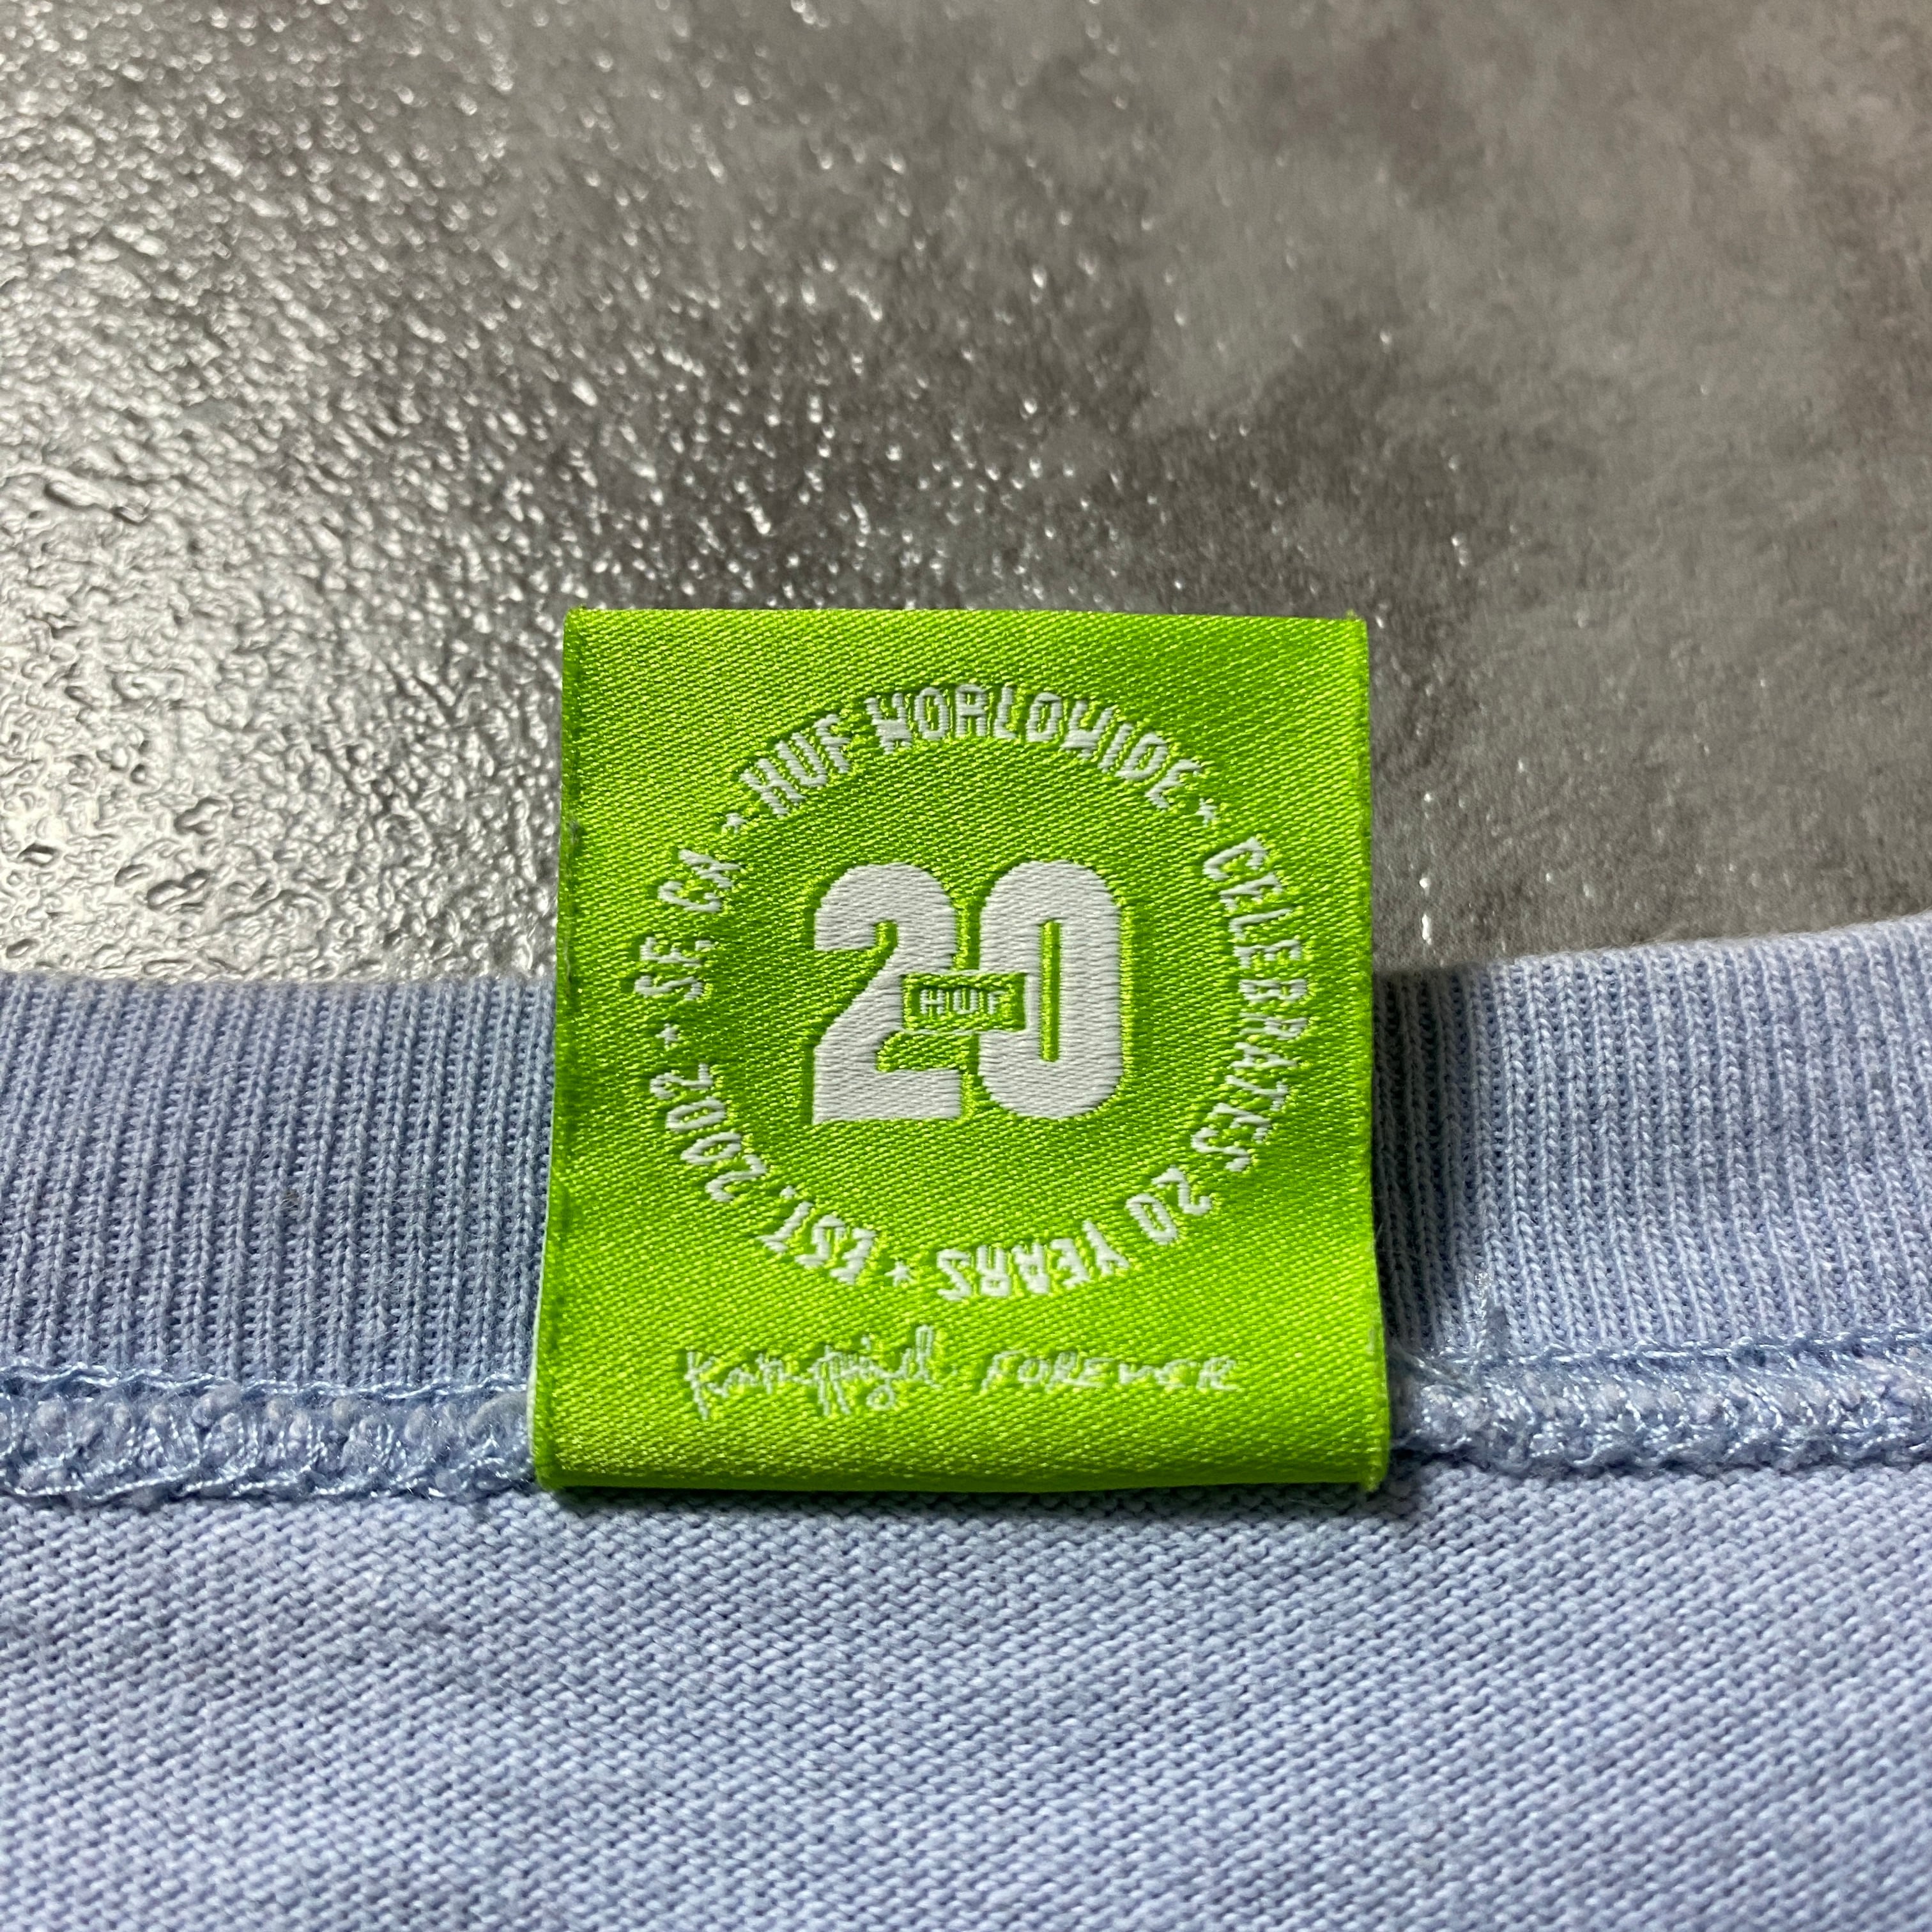 HUF WORLDWIDE * CELEBRATES 20 YEARS * EST. 2002 * SF, CA *
20
HUF
FOREVER